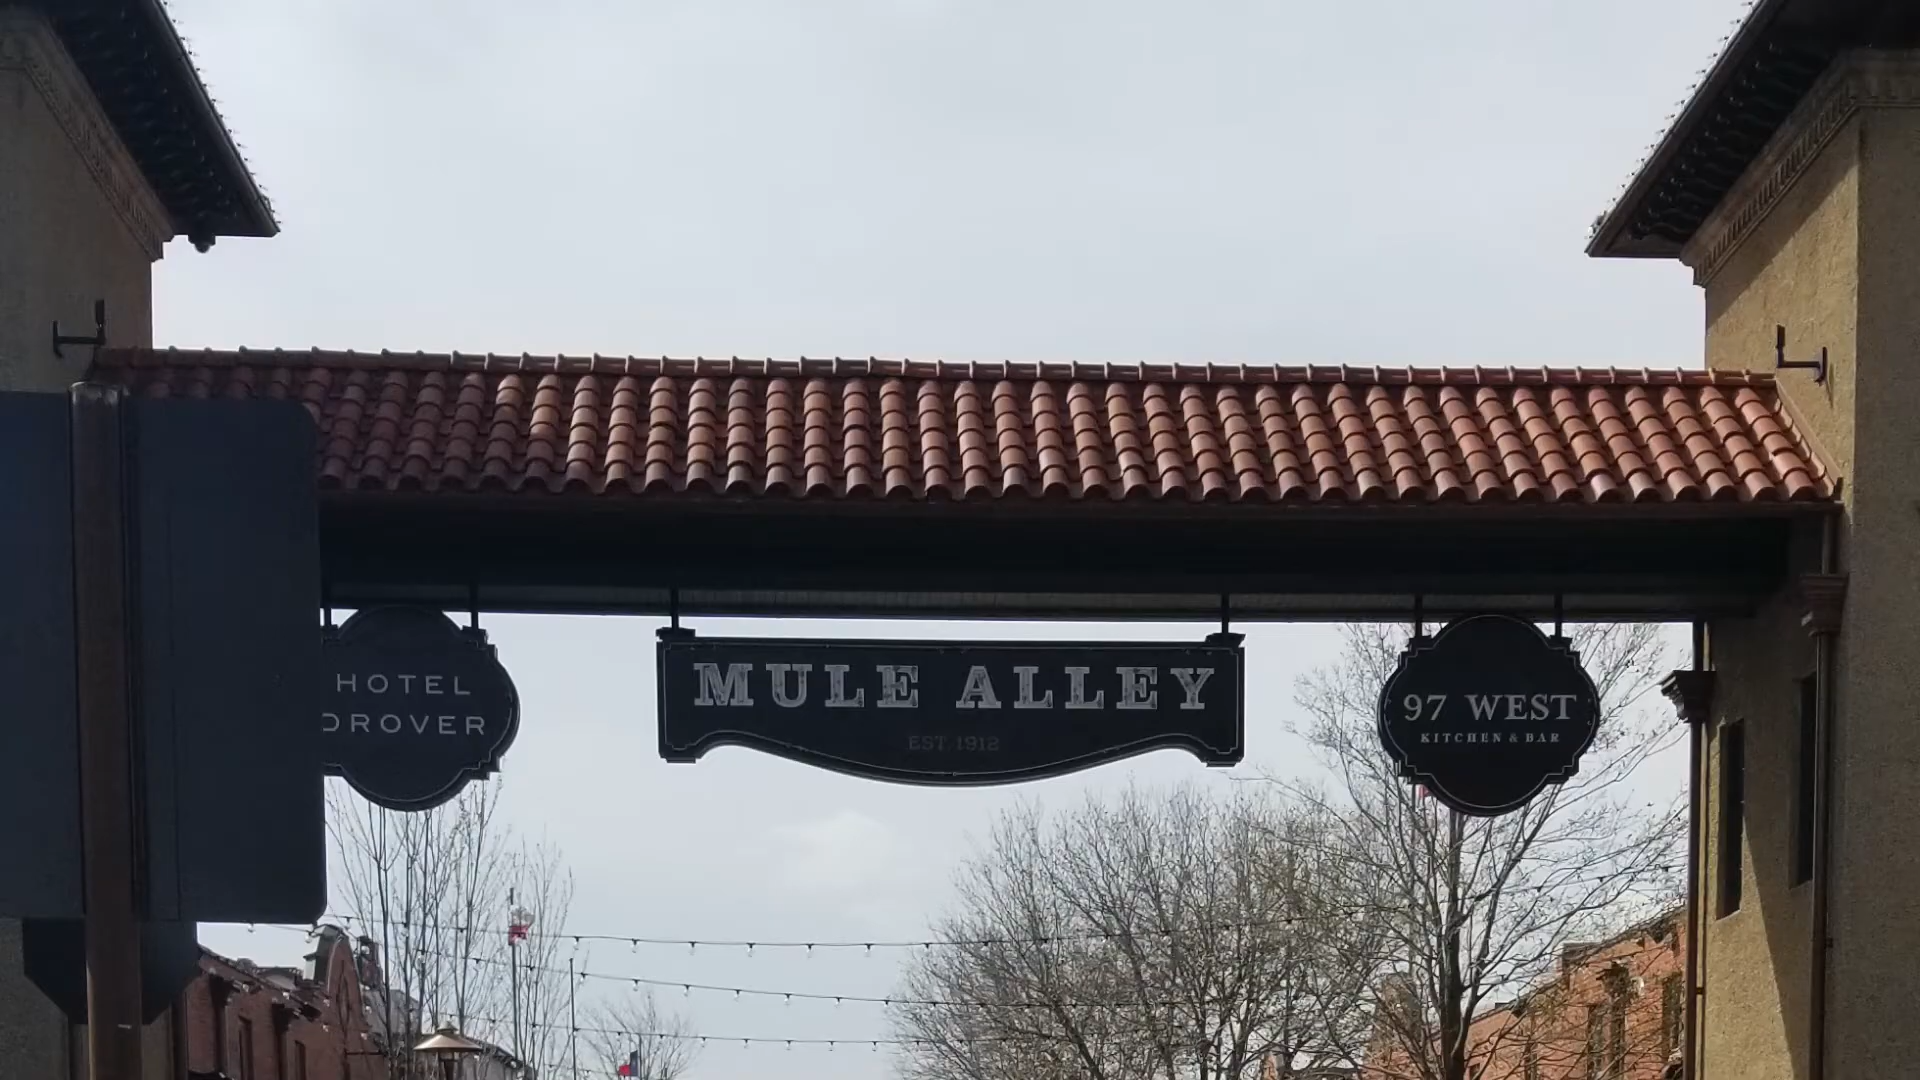 HOTEL
DROVER
MULE ALLEY
EST. 1912
97 WEST
KITCHEN & BAR